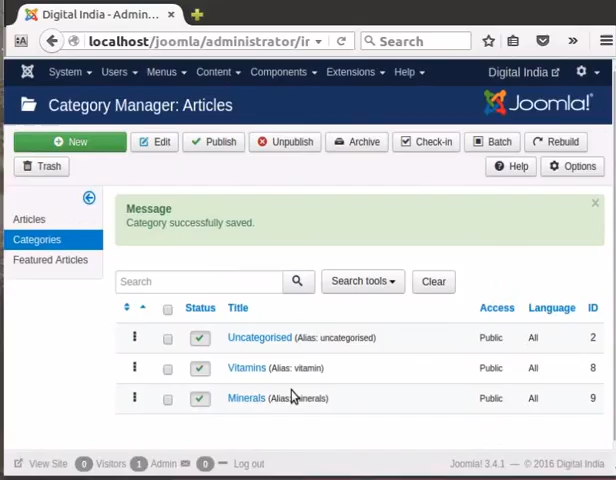 Digital India - Admin...
localhost/joomla/administrator/ir
Search
System Users Menus Content Components Extensions Help Digital India
Category Manager: Articles Joomla!
New Edit Publish Unpublish Archive Check-in Batch Rebuild
Trash Help Options
Articles
Categories
Featured Articles
Message
Category successfully saved.
Search Search tools Clear
Status Title Access Language ID
Uncategorised (Alias: uncategorised) Public All 2
Vitamins (Alias: vitamin) Public All 8
Minerals (Alias: minerals) Public All 9
View Site 0 Visitors 1 Admin 0 Log out Joomla! 3.4.1 — © 2016 Digital India